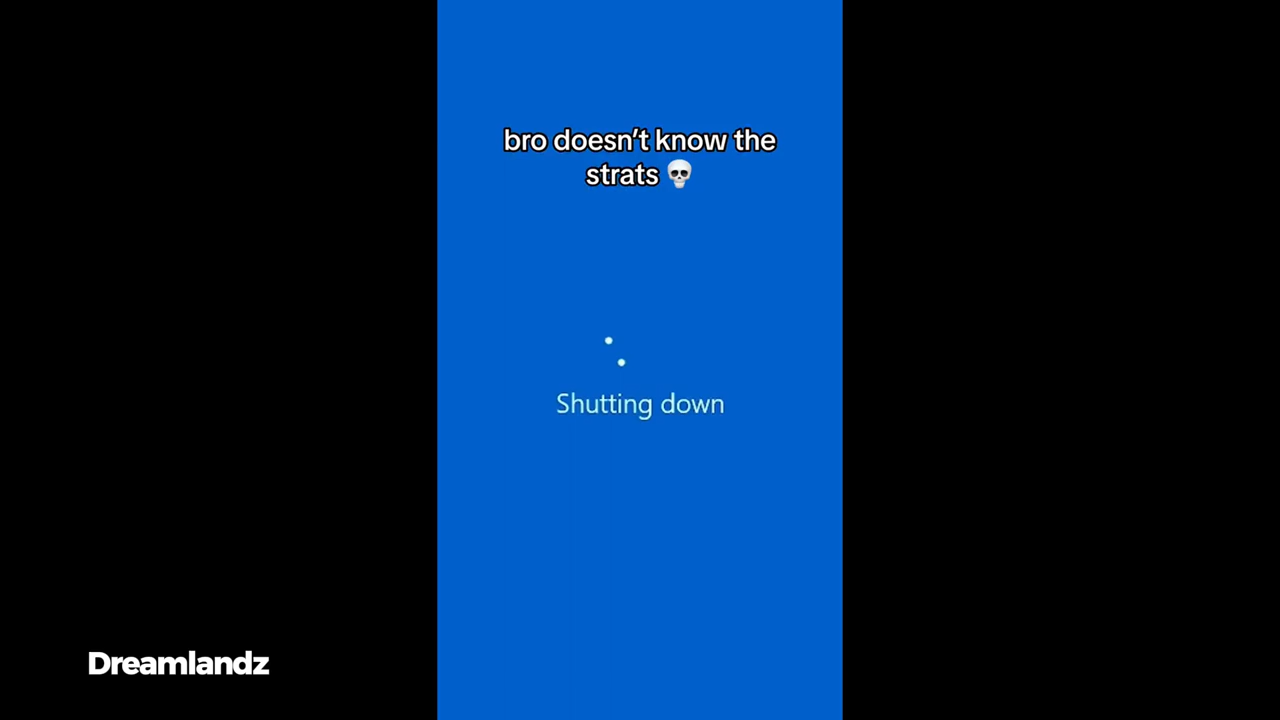 bro doesn't know the
strats 💀
Shutting down
Dreamlandz